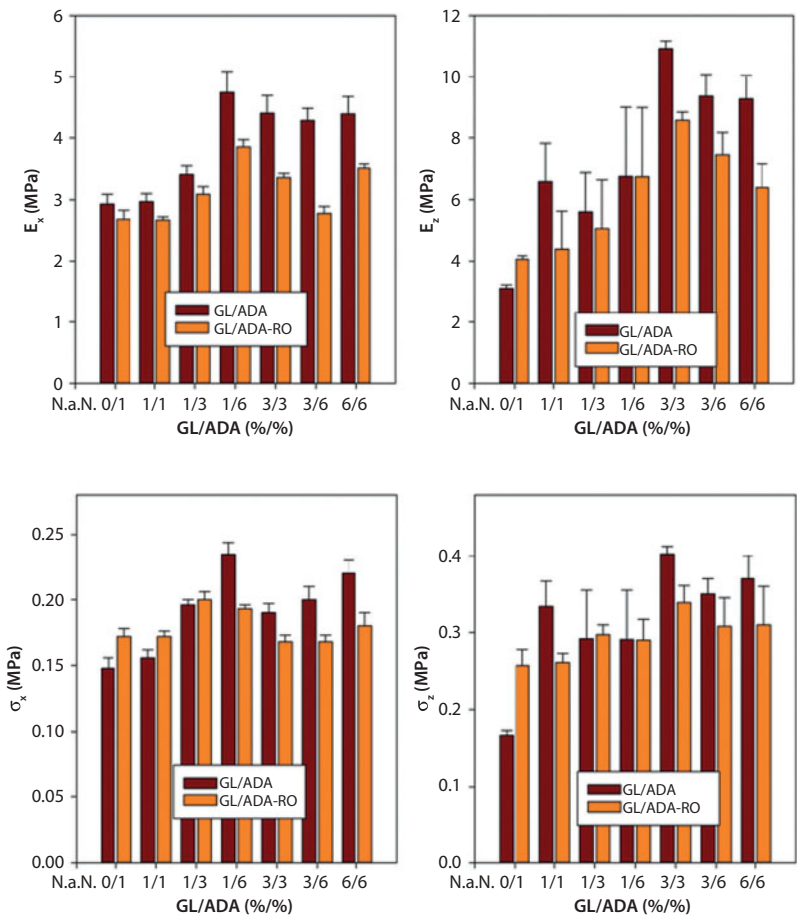 6
5
4
3
2
1
0
E_x (MPa)
GL/ADA
GL/ADA-RO
N.a.N. 0/1 1/1 1/3 1/6 3/3 3/6 6/6
GL/ADA (%/%)
12
10
8
6
4
2
0
E_z (MPa)
GL/ADA
GL/ADA-RO
N.a.N. 0/1 1/1 1/3 1/6 3/3 3/6 6/6
GL/ADA (%/%)
0.25
0.20
0.15
0.10
0.05
0.00
σ_x (MPa)
GL/ADA
GL/ADA-RO
N.a.N. 0/1 1/1 1/3 1/6 3/3 3/6 6/6
GL/ADA (%/%)
0.4
0.3
0.2
0.1
0.0
σ_z (MPa)
GL/ADA
GL/ADA-RO
N.a.N. 0/1 1/1 1/3 1/6 3/3 3/6 6/6
GL/ADA (%/%)